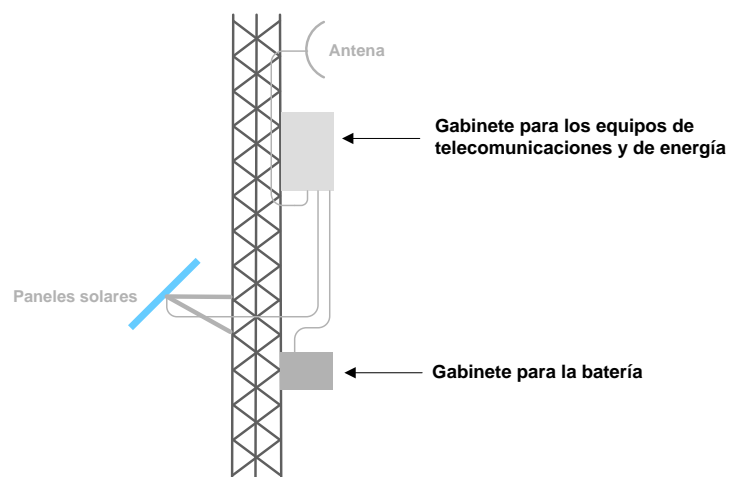 Antena
Gabinete para los equipos de
telecomunicaciones y de energía
Paneles solares
Gabinete para la batería